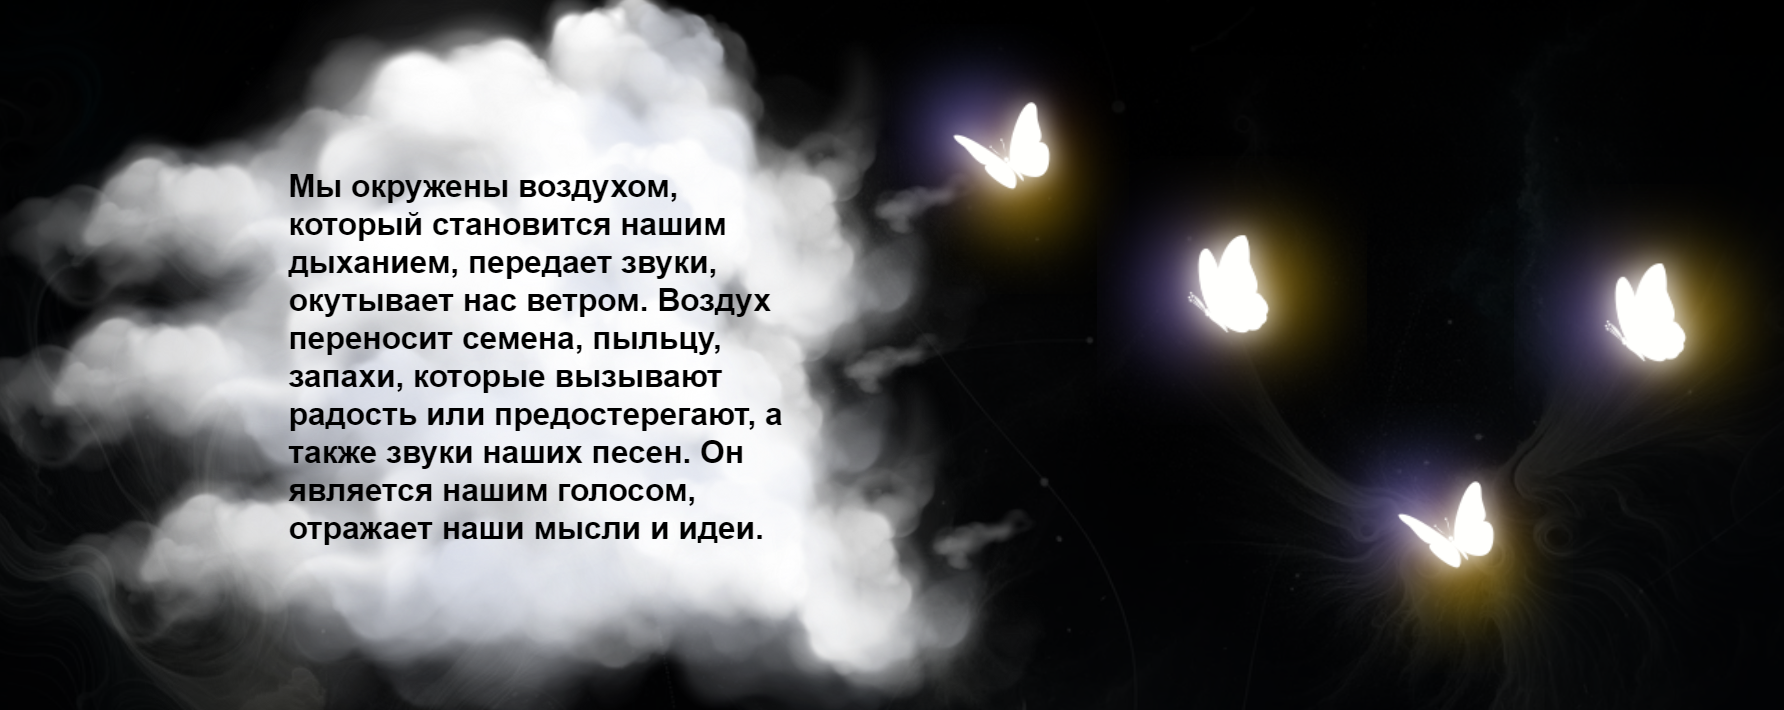 Мы окружены воздухом,
который становится нашим
дыханием, передает звуки,
окутывает нас ветром. Воздух
переносит семена, пыльцу,
запахи, которые вызывают
радость или предостерегают, а
также звуки наших песен. Он
является нашим голосом,
отражает наши мысли и идеи.